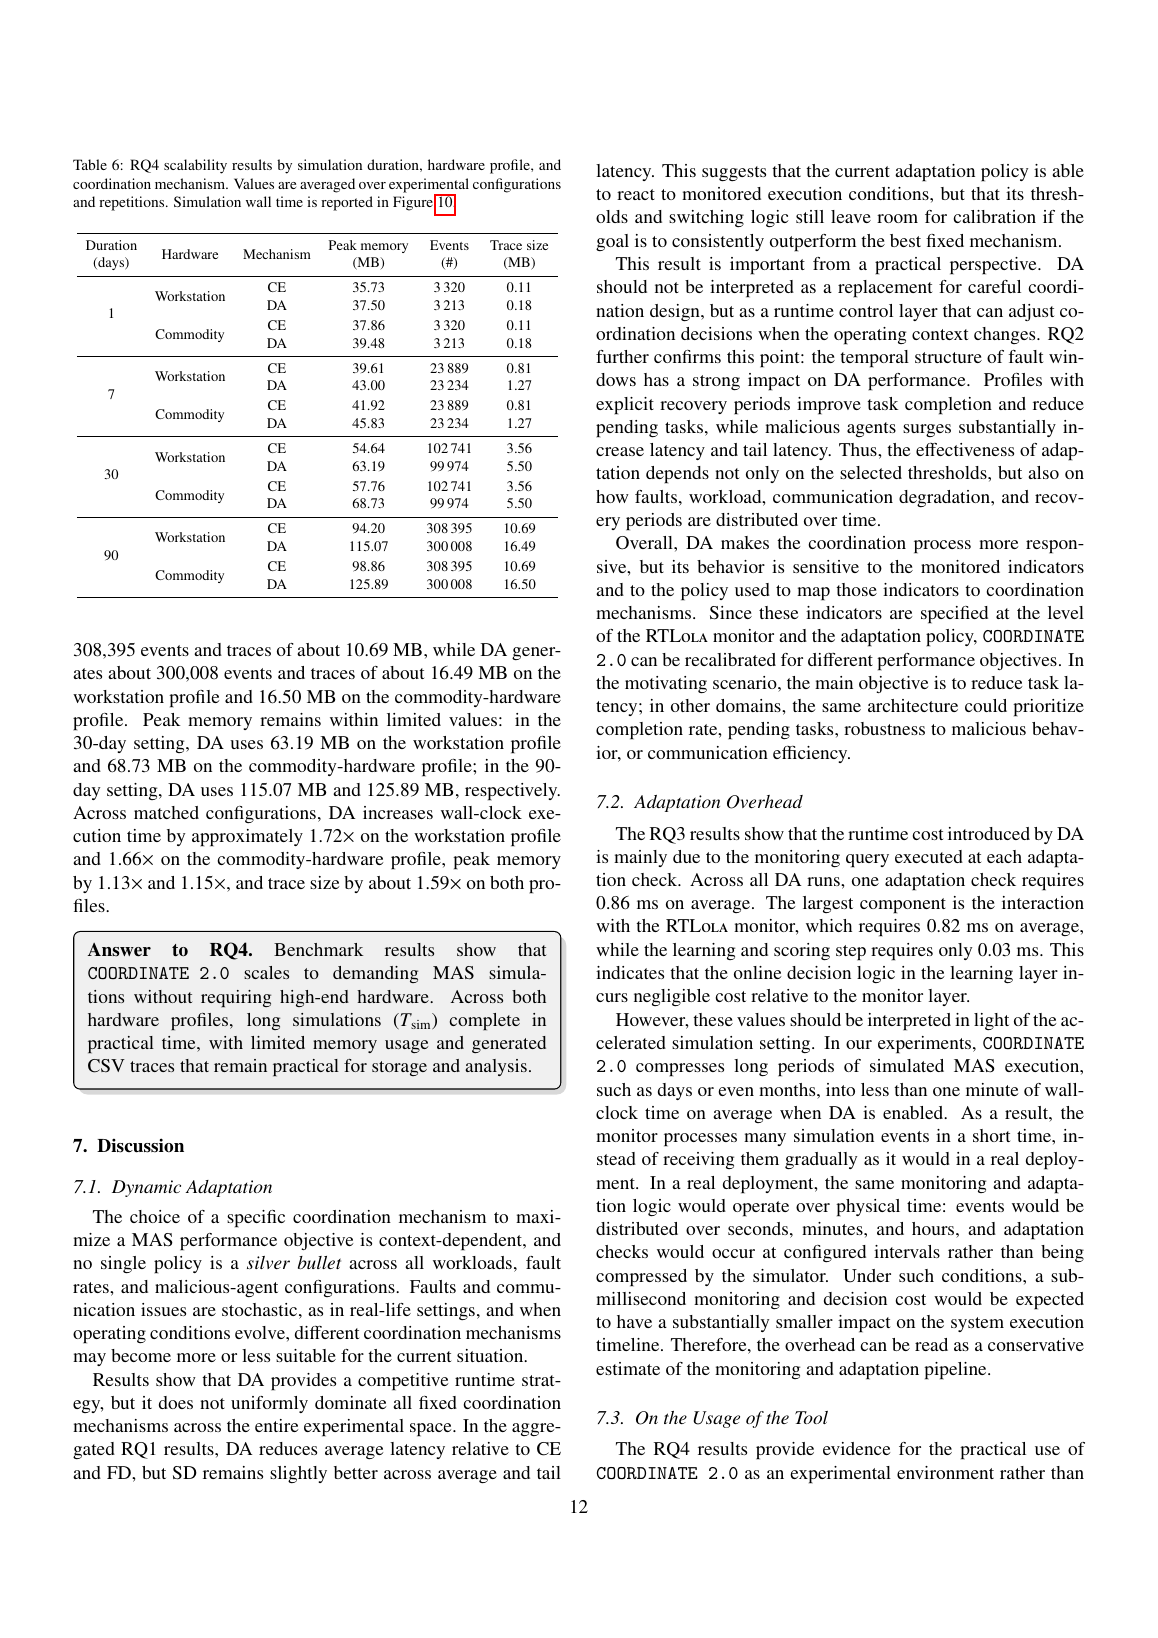 Table 6: RQ4 scalability results by simulation duration, hardware profile, and
coordination mechanism. Values are averaged over experimental configurations
and repetitions. Simulation wall time is reported in Figure 10.
Duration (days) Hardware Mechanism Peak memory (MB) Events (#) Trace size (MB)
1 Workstation CE 35.73 3 320 0.11
DA 37.50 3 213 0.18
Commodity CE 37.86 3 320 0.11
DA 39.48 3 213 0.18
7 Workstation CE 39.61 23 889 0.81
DA 43.00 23 234 1.27
Commodity CE 41.92 23 889 0.81
DA 45.83 23 234 1.27
30 Workstation CE 54.64 102 741 3.56
DA 63.19 99 974 5.50
Commodity CE 57.76 102 741 3.56
DA 68.73 99 974 5.50
90 Workstation CE 94.20 308 395 10.69
DA 115.07 300 008 16.49
Commodity CE 98.86 308 395 10.69
DA 125.89 300 008 16.50
308,395 events and traces of about 10.69 MB, while DA gener-
ates about 300,008 events and traces of about 16.49 MB on the
workstation profile and 16.50 MB on the commodity-hardware
profile. Peak memory remains within limited values: in the
30-day setting, DA uses 63.19 MB on the workstation profile
and 68.73 MB on the commodity-hardware profile; in the 90-
day setting, DA uses 115.07 MB and 125.89 MB, respectively.
Across matched configurations, DA increases wall-clock exe-
cution time by approximately 1.72× on the workstation profile
and 1.66× on the commodity-hardware profile, peak memory
by 1.13× and 1.15×, and trace size by about 1.59× on both pro-
files.
Answer to RQ4. Benchmark results show that
COORDINATE 2.0 scales to demanding MAS simula-
tions without requiring high-end hardware. Across both
hardware profiles, long simulations (Tsim) complete in
practical time, with limited memory usage and generated
CSV traces that remain practical for storage and analysis.
7. Discussion
7.1. Dynamic Adaptation
The choice of a specific coordination mechanism to maxi-
mize a MAS performance objective is context-dependent, and
no single policy is a silver bullet across all workloads, fault
rates, and malicious-agent configurations. Faults and commu-
nication issues are stochastic, as in real-life settings, and when
operating conditions evolve, different coordination mechanisms
may become more or less suitable for the current situation.
Results show that DA provides a competitive runtime strat-
egy, but it does not uniformly dominate all fixed coordination
mechanisms across the entire experimental space. In the aggre-
gated RQ1 results, DA reduces average latency relative to CE
and FD, but SD remains slightly better across average and tail
latency. This suggests that the current adaptation policy is able
to react to monitored execution conditions, but that its thresh-
olds and switching logic still leave room for calibration if the
goal is to consistently outperform the best fixed mechanism.
This result is important from a practical perspective. DA
should not be interpreted as a replacement for careful coordi-
nation design, but as a runtime control layer that can adjust co-
ordination decisions when the operating context changes. RQ2
further confirms this point: the temporal structure of fault win-
dows has a strong impact on DA performance. Profiles with
explicit recovery periods improve task completion and reduce
pending tasks, while malicious agents surges substantially in-
crease latency and tail latency. Thus, the effectiveness of adap-
tation depends not only on the selected thresholds, but also on
how faults, workload, communication degradation, and recov-
ery periods are distributed over time.
Overall, DA makes the coordination process more respon-
sive, but its behavior is sensitive to the monitored indicators
and to the policy used to map those indicators to coordination
mechanisms. Since these indicators are specified at the level
of the RTLola monitor and the adaptation policy, COORDINATE
2.0 can be recalibrated for different performance objectives. In
the motivating scenario, the main objective is to reduce task la-
tency; in other domains, the same architecture could prioritize
completion rate, pending tasks, robustness to malicious behav-
ior, or communication efficiency.
7.2. Adaptation Overhead
The RQ3 results show that the runtime cost introduced by DA
is mainly due to the monitoring query executed at each adapta-
tion check. Across all DA runs, one adaptation check requires
0.86 ms on average. The largest component is the interaction
with the RTLola monitor, which requires 0.82 ms on average,
while the learning and scoring step requires only 0.03 ms. This
indicates that the online decision logic in the learning layer in-
curs negligible cost relative to the monitor layer.
However, these values should be interpreted in light of the ac-
celerated simulation setting. In our experiments, COORDINATE
2.0 compresses long periods of simulated MAS execution,
such as days or even months, into less than one minute of wall-
clock time on average when DA is enabled. As a result, the
monitor processes many simulation events in a short time, in-
stead of receiving them gradually as it would in a real deploy-
ment. In a real deployment, the same monitoring and adapta-
tion logic would operate over physical time: events would be
distributed over seconds, minutes, and hours, and adaptation
checks would occur at configured intervals rather than being
compressed by the simulator. Under such conditions, a sub-
millisecond monitoring and decision cost would be expected
to have a substantially smaller impact on the system execution
timeline. Therefore, the overhead can be read as a conservative
estimate of the monitoring and adaptation pipeline.
7.3. On the Usage of the Tool
The RQ4 results provide evidence for the practical use of
COORDINATE 2.0 as an experimental environment rather than
12